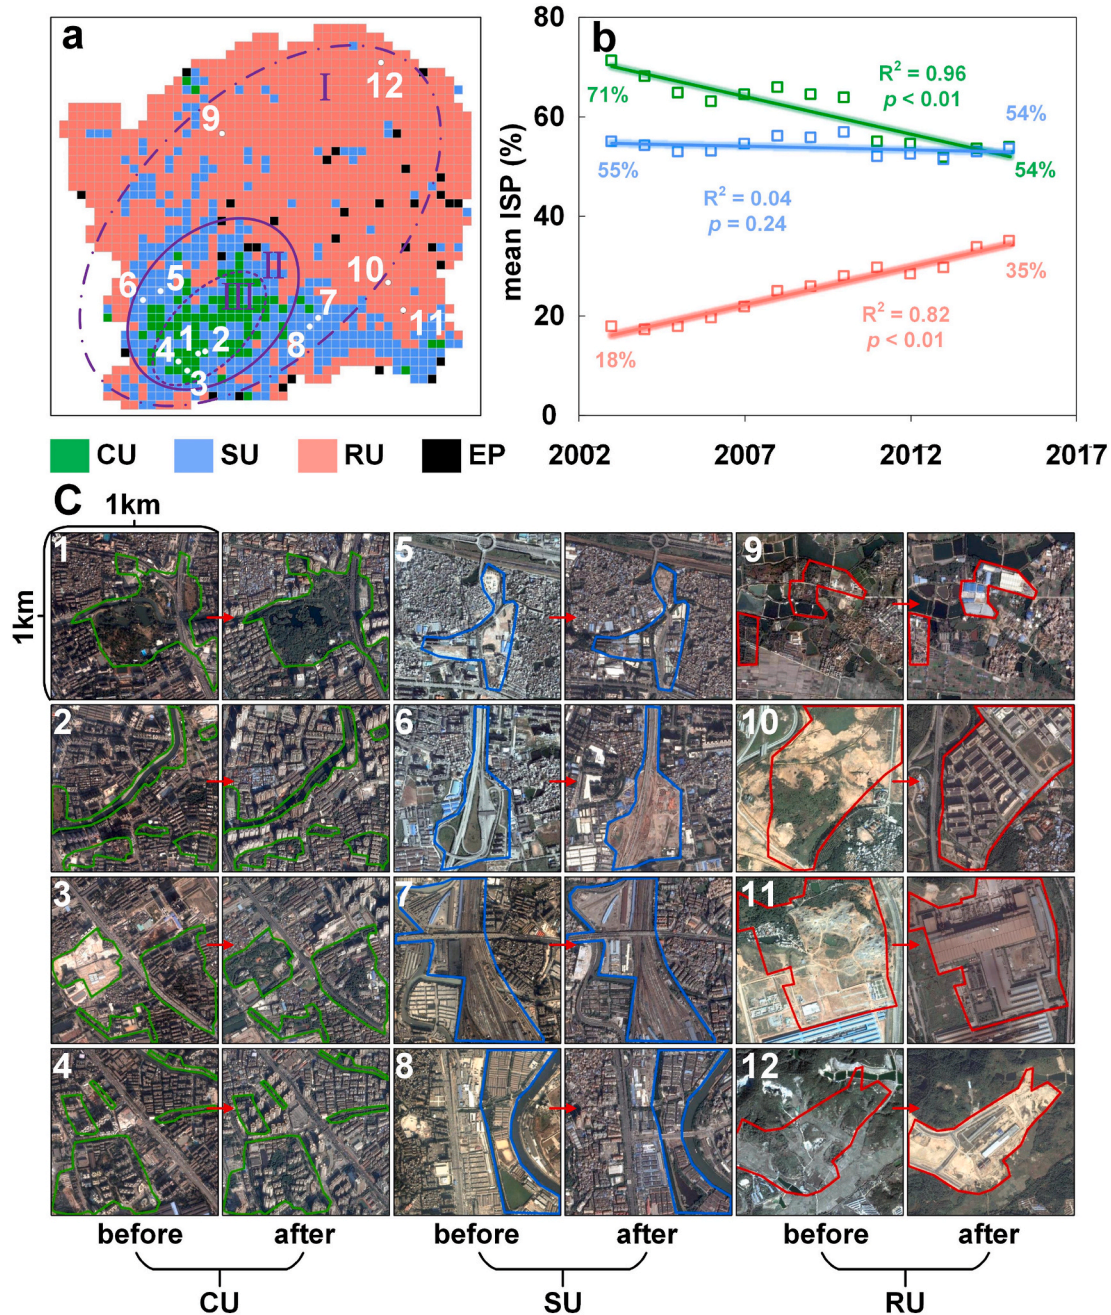 a
I
12
9
II
III
10
5
6
7
11
1
2
8
4
3
CU
SU
RU
EP
b
80
60
40
20
0
mean ISP (%)
2002
2007
2012
2017
R² = 0.96
p < 0.01
71%
54%
55%
54%
R² = 0.04
p = 0.24
35%
R² = 0.82
p < 0.01
18%
C
1km
1km
1
5
9
2
6
10
3
7
11
4
8
12
before
after
before
after
before
after
CU
SU
RU